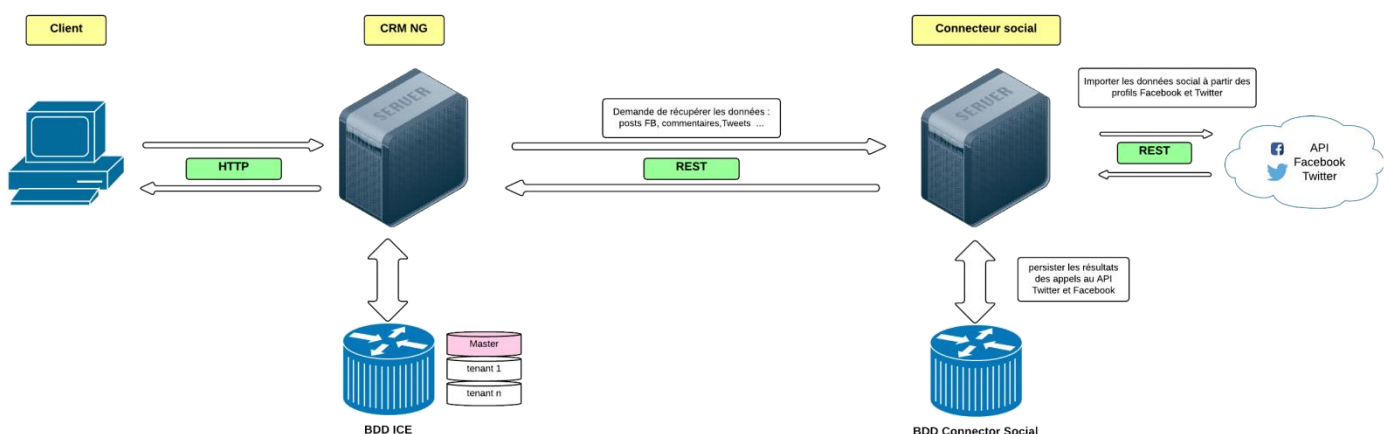 Client
CRM NG
Connecteur social
SERVER
SERVER
Importer les données social à partir des
profils Facebook et Twitter
Demande de récupérer les données :
posts FB, commentaires,Tweets ...
HTTP
REST
REST
API
Facebook
Twitter
persister les résultats
des appels au API
Twitter et Facebook
Master
tenant 1
tenant n
BDD ICE
BDD Connector Social